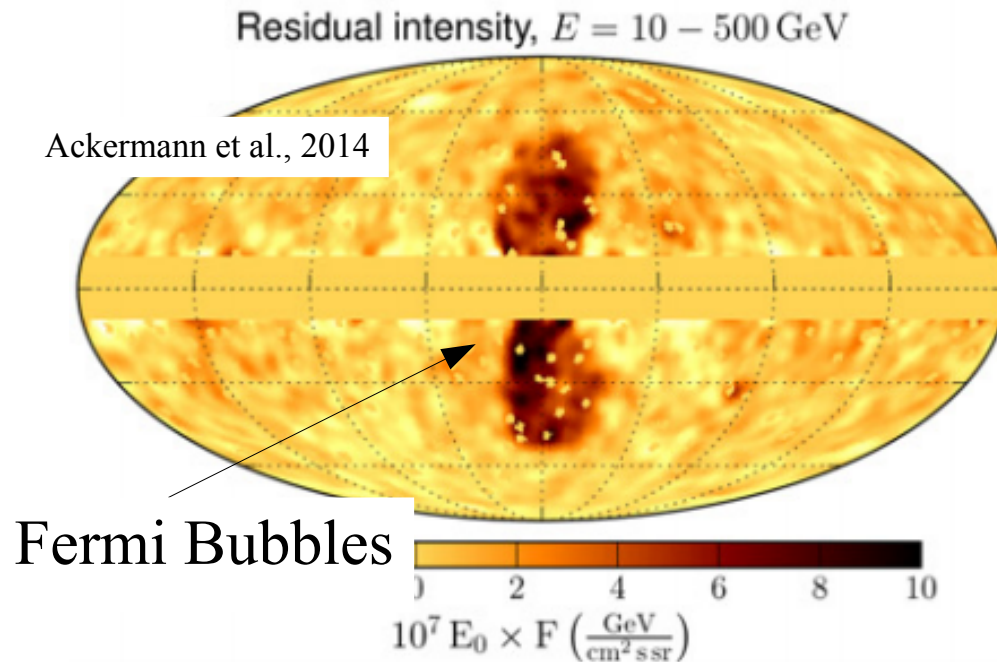 Residual intensity, E = 10 − 500 GeV
Ackermann et al., 2014
Fermi Bubbles
0 2 4 6 8 10
10⁷ E₀ × F (GeV / cm² s sr)